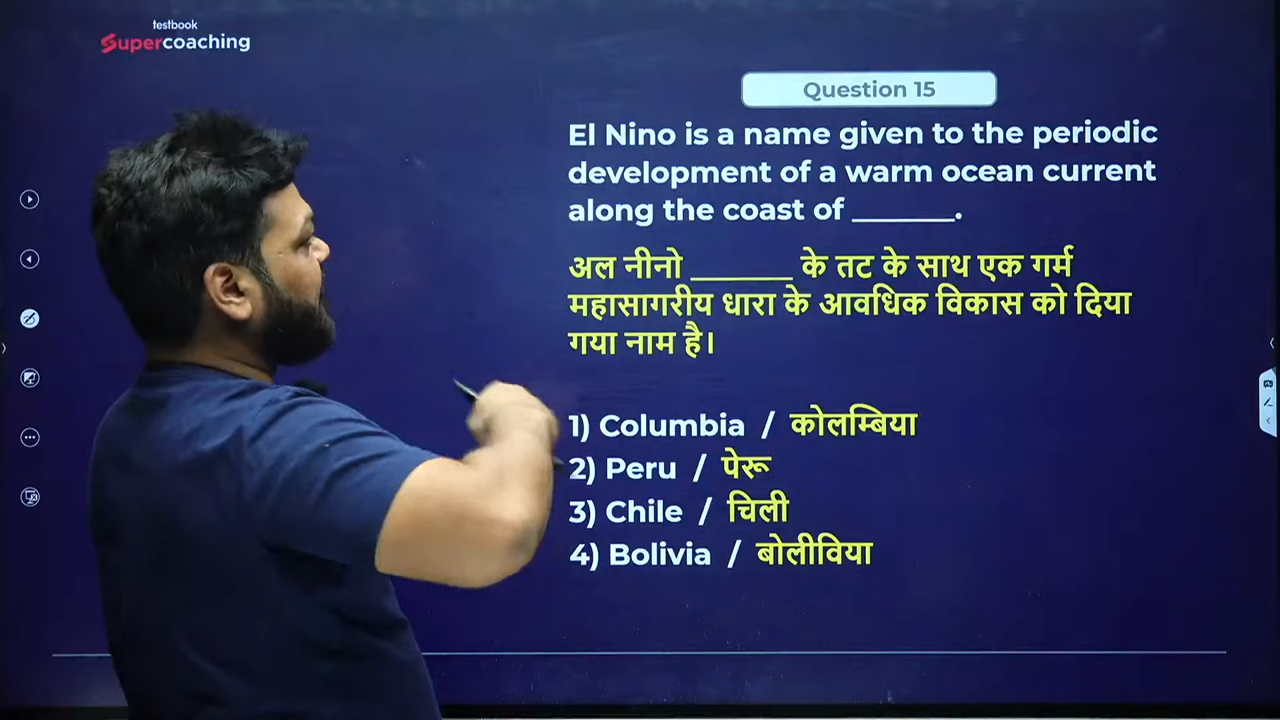 testbook
Supercoaching
Question 15
El Nino is a name given to the periodic
development of a warm ocean current
along the coast of ______.
अल नीनो ______ के तट के साथ एक गर्म
महासागरीय धारा के आवधिक विकास को दिया
गया नाम है।
1) Columbia / कोलम्बिया
2) Peru / पेरू
3) Chile / चिली
4) Bolivia / बोलीविया